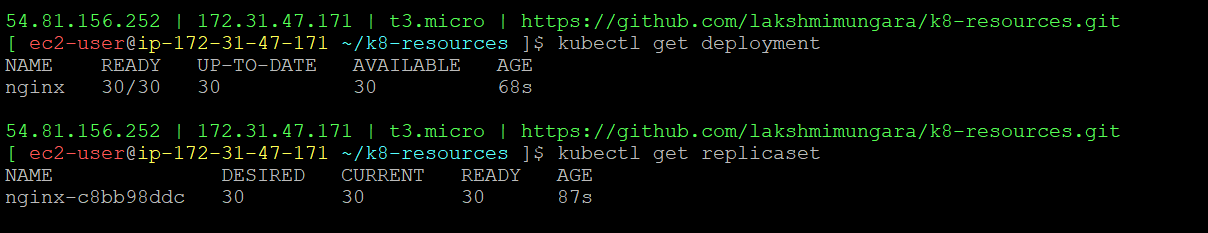 54.81.156.252 | 172.31.47.171 | t3.micro | https://github.com/lakshmimungara/k8-resources.git
[ ec2-user@ip-172-31-47-171 ~/k8-resources ]$ kubectl get deployment
NAME    READY   UP-TO-DATE   AVAILABLE   AGE
nginx   30/30   30           30          68s
54.81.156.252 | 172.31.47.171 | t3.micro | https://github.com/lakshmimungara/k8-resources.git
[ ec2-user@ip-172-31-47-171 ~/k8-resources ]$ kubectl get replicaset
NAME              DESIRED   CURRENT   READY   AGE
nginx-c8bb98ddc   30        30        30      87s